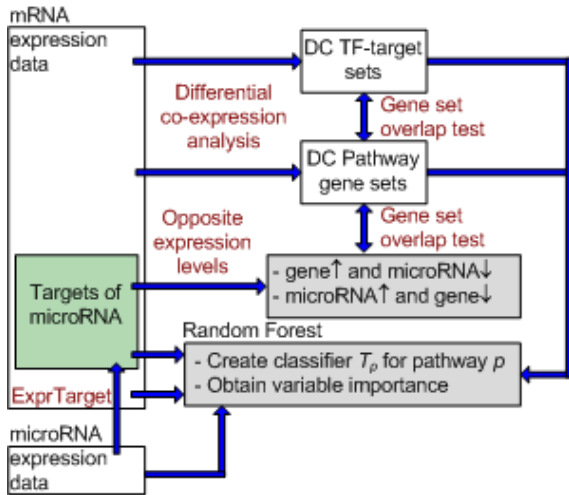 mRNA
expression
data
DC TF-target
sets
Differential
co-expression
analysis
Gene set
overlap test
DC Pathway
gene sets
Opposite
expression
levels
Gene set
overlap test
Targets of
microRNA
- gene↑ and microRNA↓
- microRNA↑ and gene↓
Random Forest
- Create classifier Tp for pathway p
- Obtain variable importance
ExprTarget
microRNA
expression
data